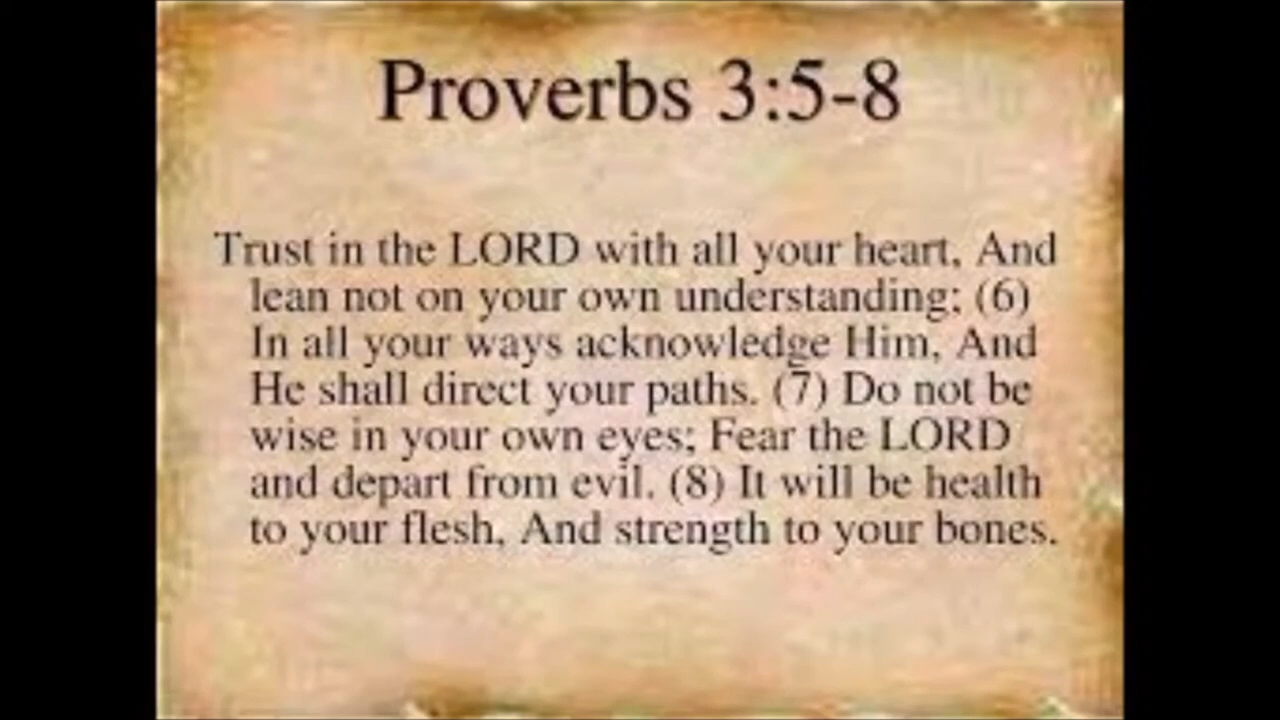 Proverbs 3:5-8
Trust in the LORD with all your heart, And
lean not on your own understanding; (6)
In all your ways acknowledge Him, And
He shall direct your paths. (7) Do not be
wise in your own eyes; Fear the LORD
and depart from evil. (8) It will be health
to your flesh, And strength to your bones.